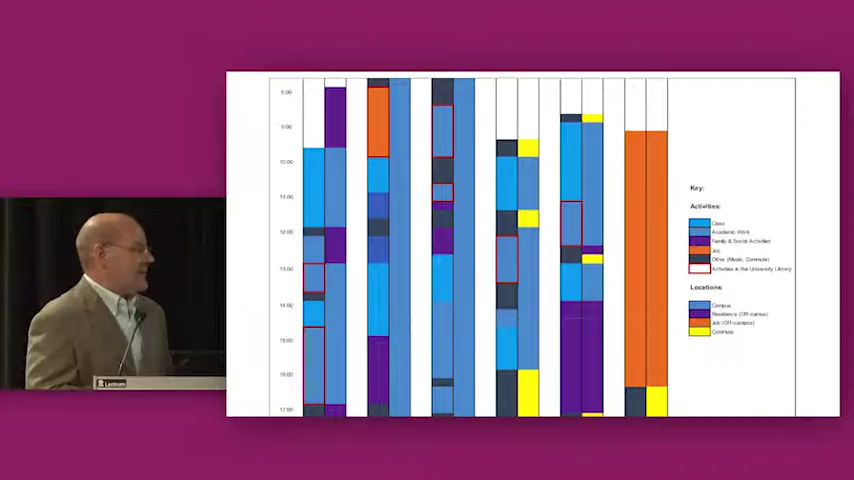 9:00
10:00
11:00
12:00
13:00
14:00
15:00
16:00
17:00
Key:
Activities:
Class
Academic Work
Family & Social Activities
Job
Other (Meals, Commute)
Activities in the University Library
Locations:
Campus
Residence (Off-campus)
Job (Off-campus)
Commute
Lectrum